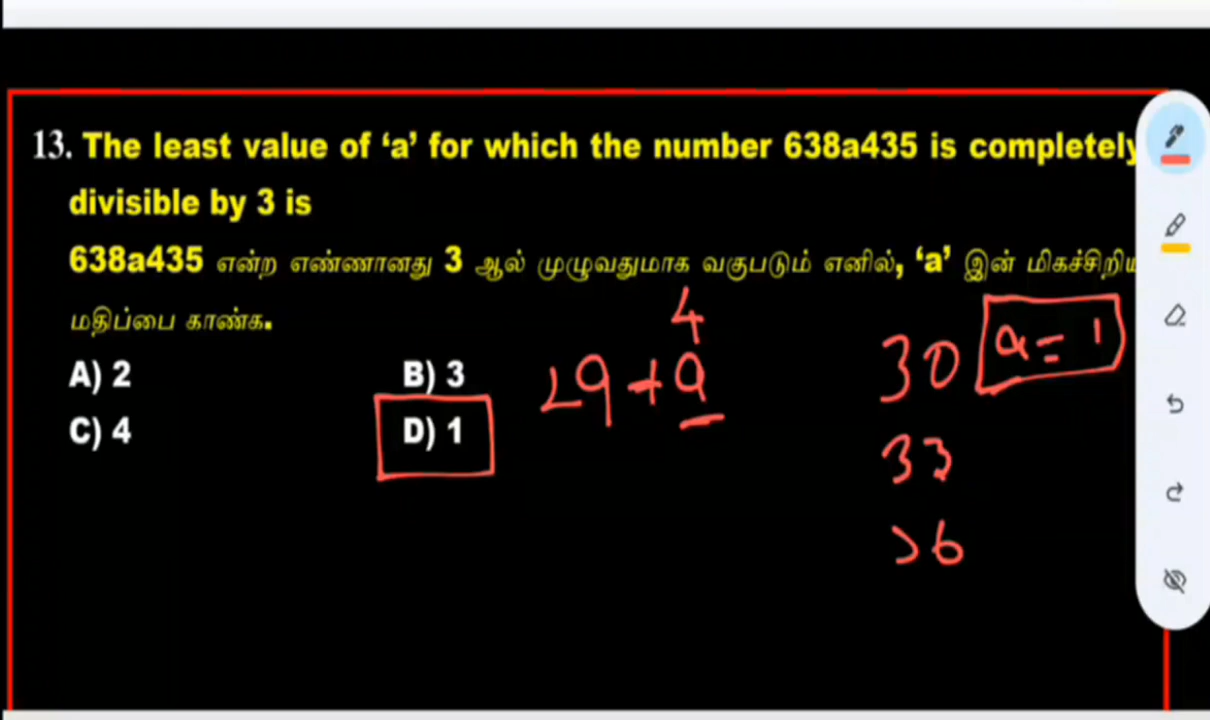 13. The least value of ‘a’ for which the number 638a435 is completely
divisible by 3 is
638a435 என்ற எண்ணானது 3 ஆல் முழுவதுமாக வகுபடும் எனில், ‘a’ இன் மிகச்சிறிய
மதிப்பை காண்க.
A) 2 B) 3
C) 4 D) 1
4
29 + a
30 a = 1
33
36